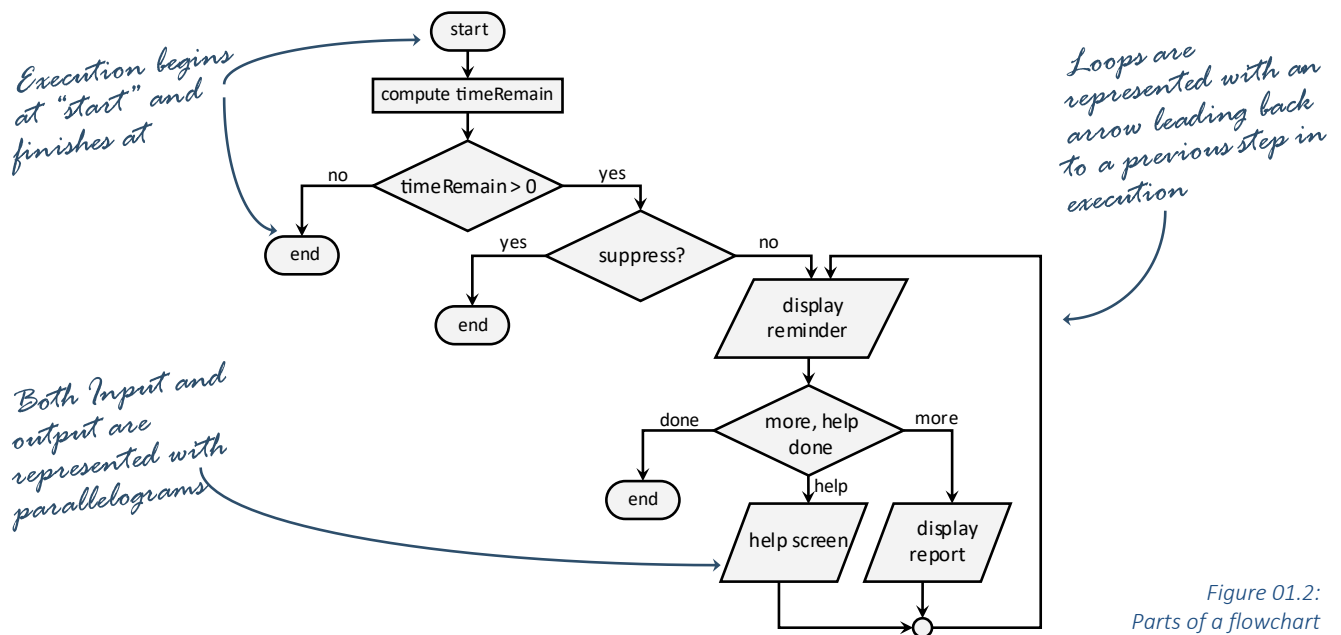 start
Execution begins
at “start” and
finishes at
Loops are
represented with an
arrow leading back
to a previous step in
execution
compute timeRemain
no
timeRemain > 0
yes
end
yes
suppress?
no
end
display
reminder
Both Input and
output are
represented with
parallelograms
done
more, help
done
more
end
help
help screen
display
report
Figure 01.2:
Parts of a flowchart